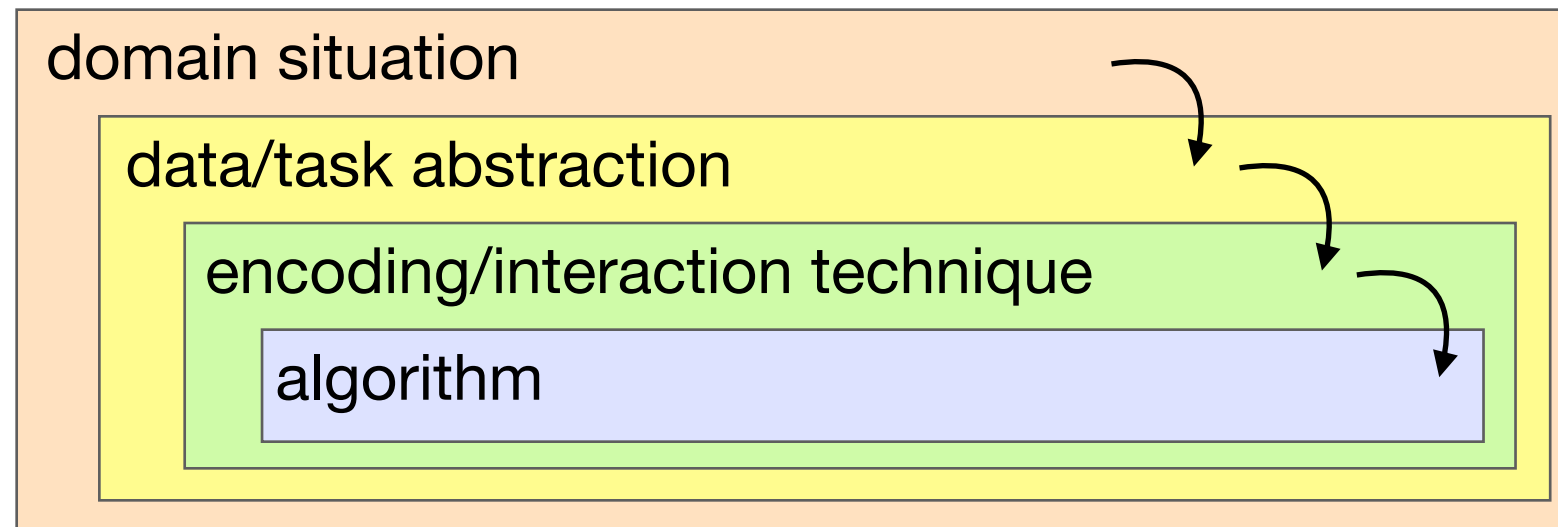 domain situation
data/task abstraction
encoding/interaction technique
algorithm